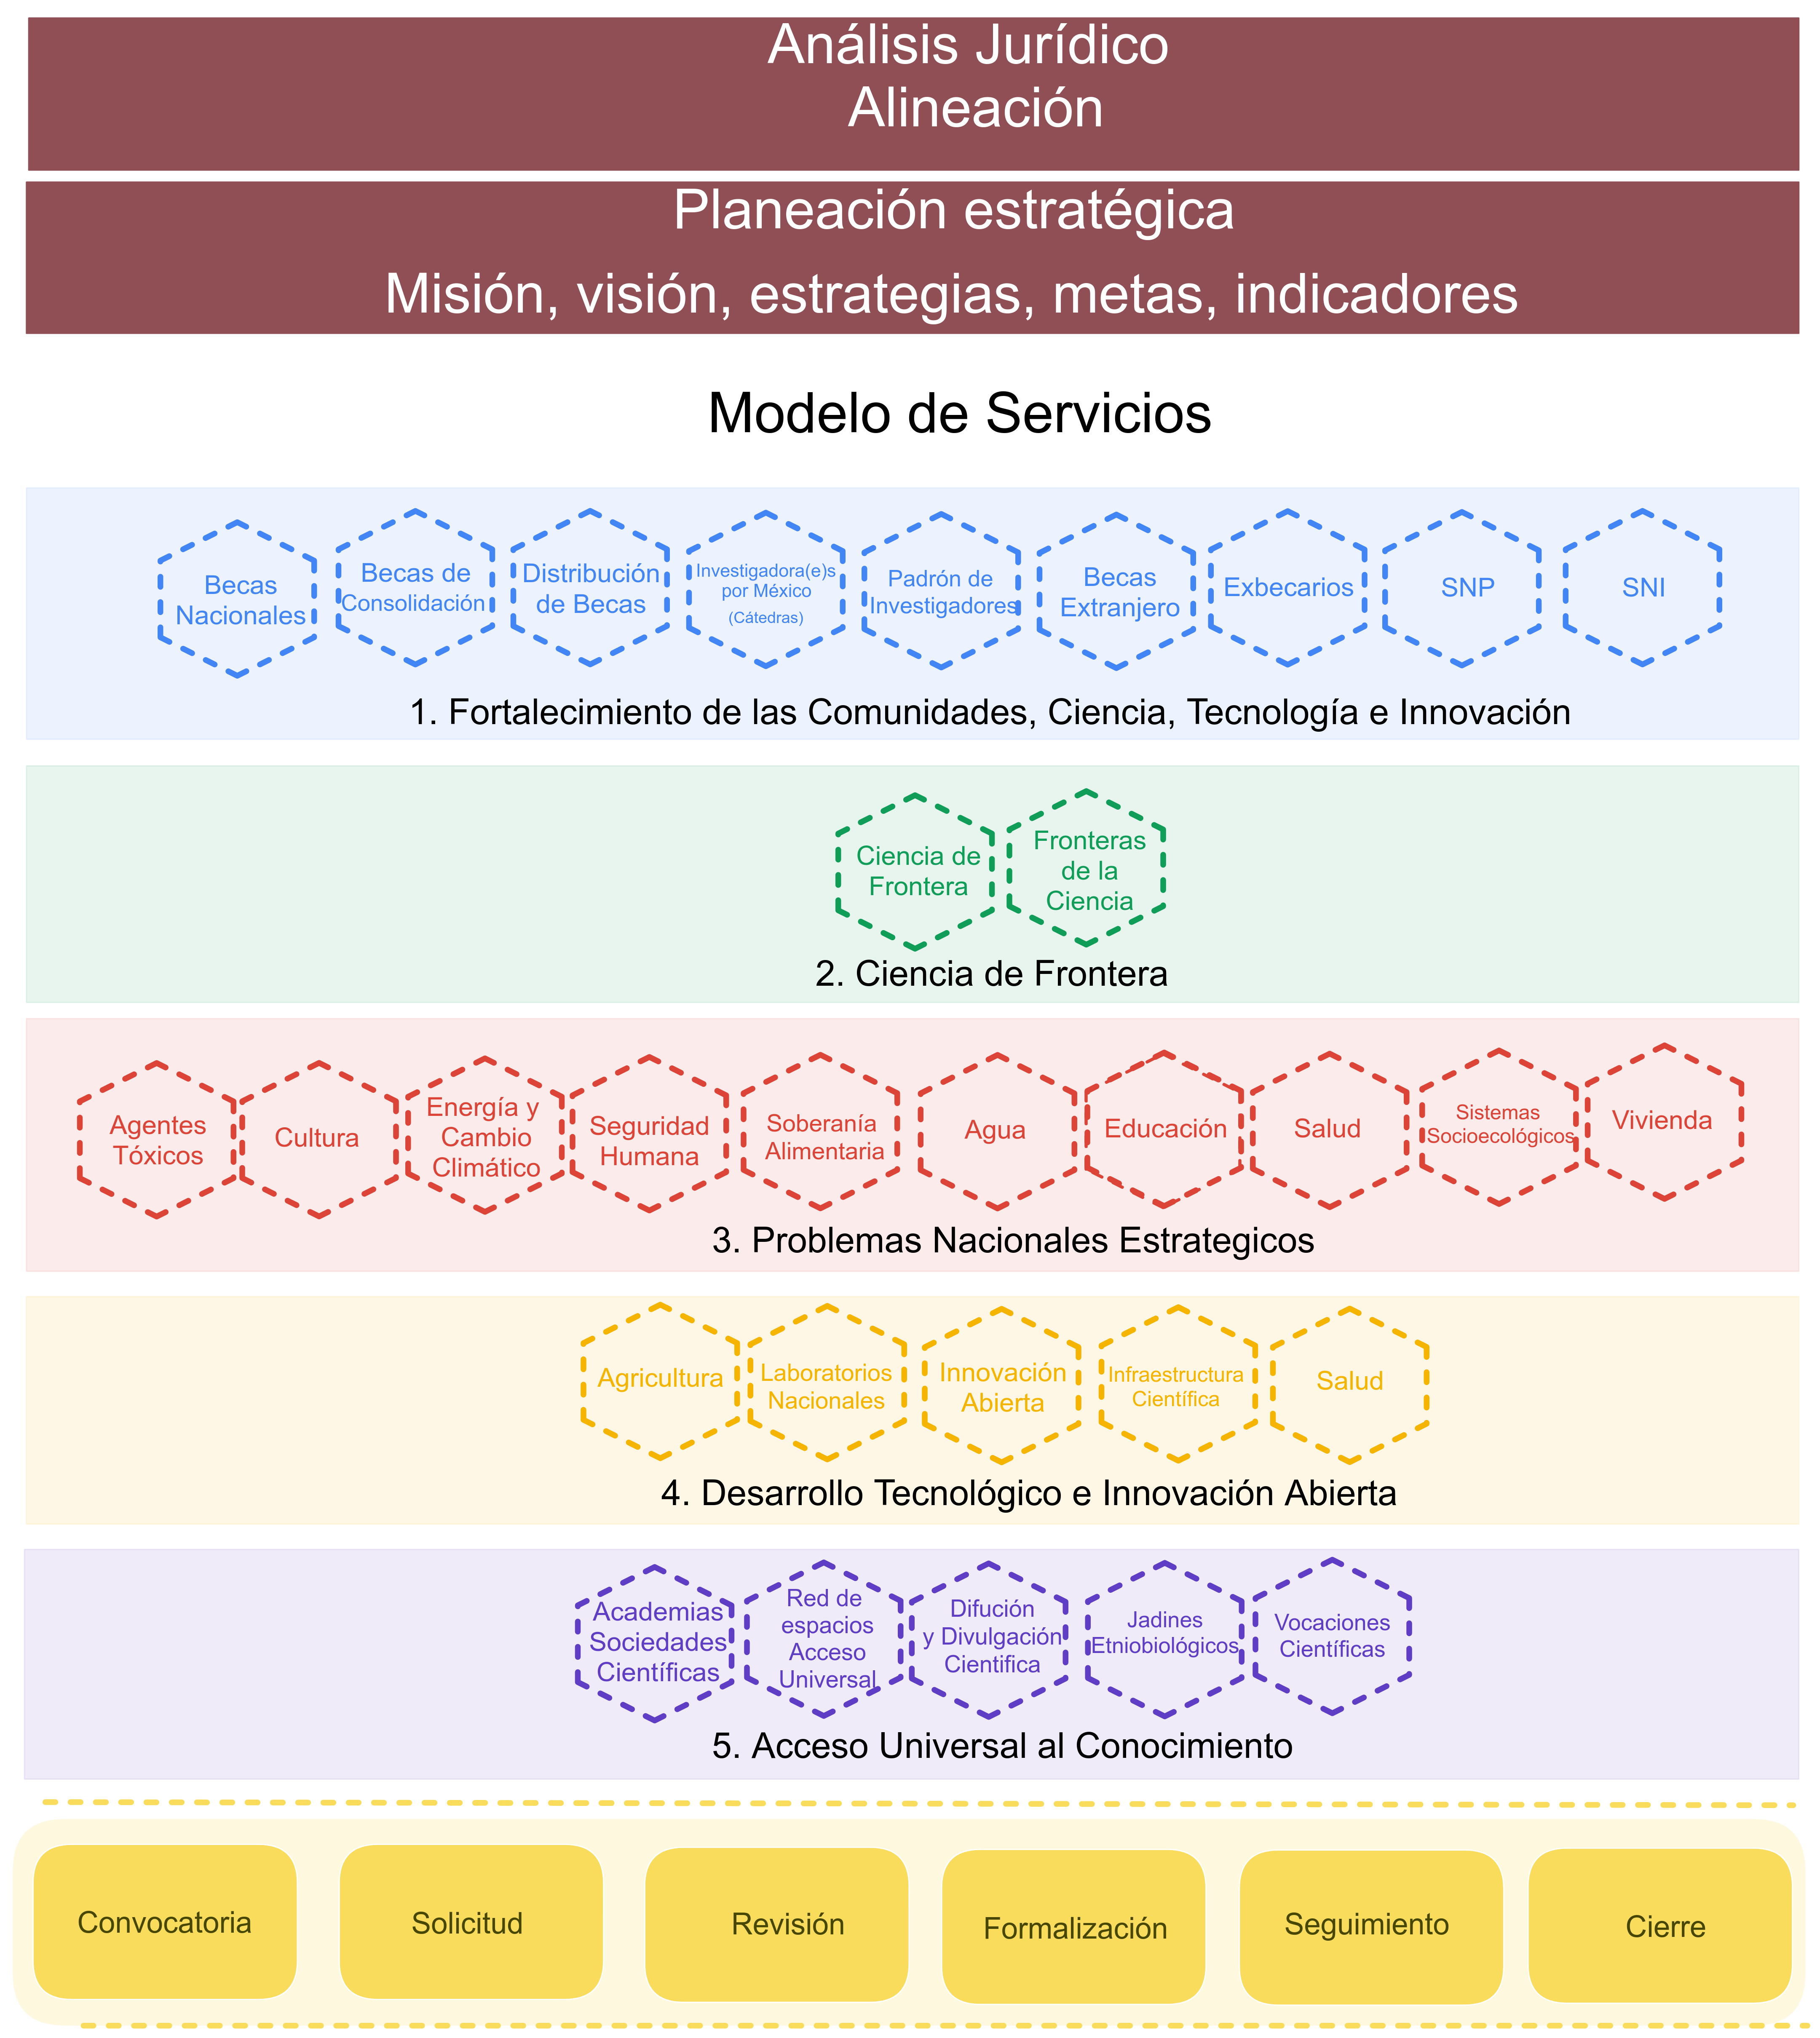 Análisis Jurídico
Alineación
Planeación estratégica
Misión, visión, estrategias, metas, indicadores
Modelo de Servicios
Becas
Nacionales
Becas de
Consolidación
Distribución
de Becas
Investigadora(e)s
por México
(Cátedras)
Padrón de
Investigadores
Becas
Extranjero
Exbecarios
SNP
SNI
1. Fortalecimiento de las Comunidades, Ciencia, Tecnología e Innovación
Ciencia de
Frontera
Fronteras
de la
Ciencia
2. Ciencia de Frontera
Agentes
Tóxicos
Cultura
Energía y
Cambio
Climático
Seguridad
Humana
Soberanía
Alimentaria
Agua
Educación
Salud
Sistemas
Socioecológicos
Vivienda
3. Problemas Nacionales Estrategicos
Agricultura
Laboratorios
Nacionales
Innovación
Abierta
Infraestructura
Científica
Salud
4. Desarrollo Tecnológico e Innovación Abierta
Academias
Sociedades
Científicas
Red de
espacios
Acceso
Universal
Difución
y Divulgación
Cientifica
Jadines
Etniobiológicos
Vocaciones
Científicas
5. Acceso Universal al Conocimiento
Convocatoria
Solicitud
Revisión
Formalización
Seguimiento
Cierre